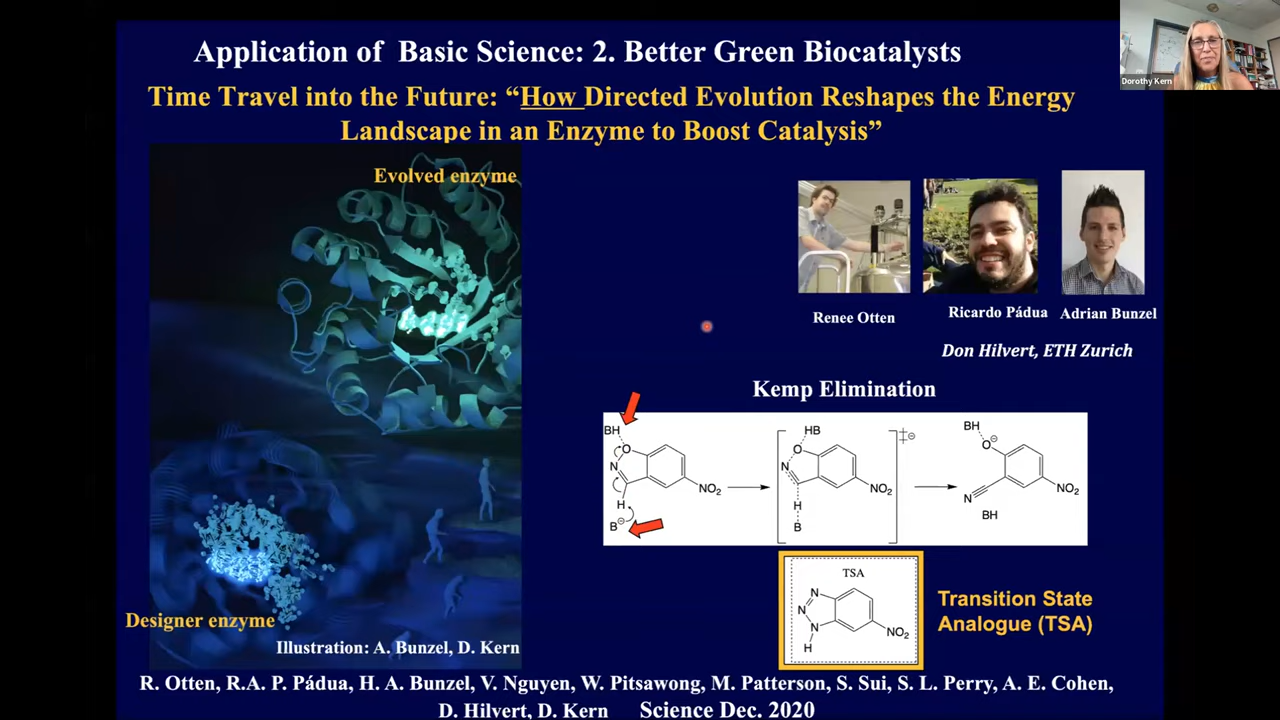 Application of Basic Science: 2. Better Green Biocatalysts
Dorothy Kern
Time Travel into the Future: “How Directed Evolution Reshapes the Energy
Landscape in an Enzyme to Boost Catalysis”
Evolved enzyme
Renee Otten
Ricardo Pádua
Adrian Bunzel
Don Hilvert, ETH Zurich
Kemp Elimination
BH
O
N
H
B⊖
NO2
HB
O
N
H
B
NO2
‡⊖
BH
O⊖
N
BH
NO2
TSA
N
N
N
H
NO2
Transition State
Analogue (TSA)
Designer enzyme
Illustration: A. Bunzel, D. Kern
R. Otten, R.A. P. Pádua, H. A. Bunzel, V. Nguyen, W. Pitsawong, M. Patterson, S. Sui, S. L. Perry, A. E. Cohen,
D. Hilvert, D. Kern Science Dec. 2020